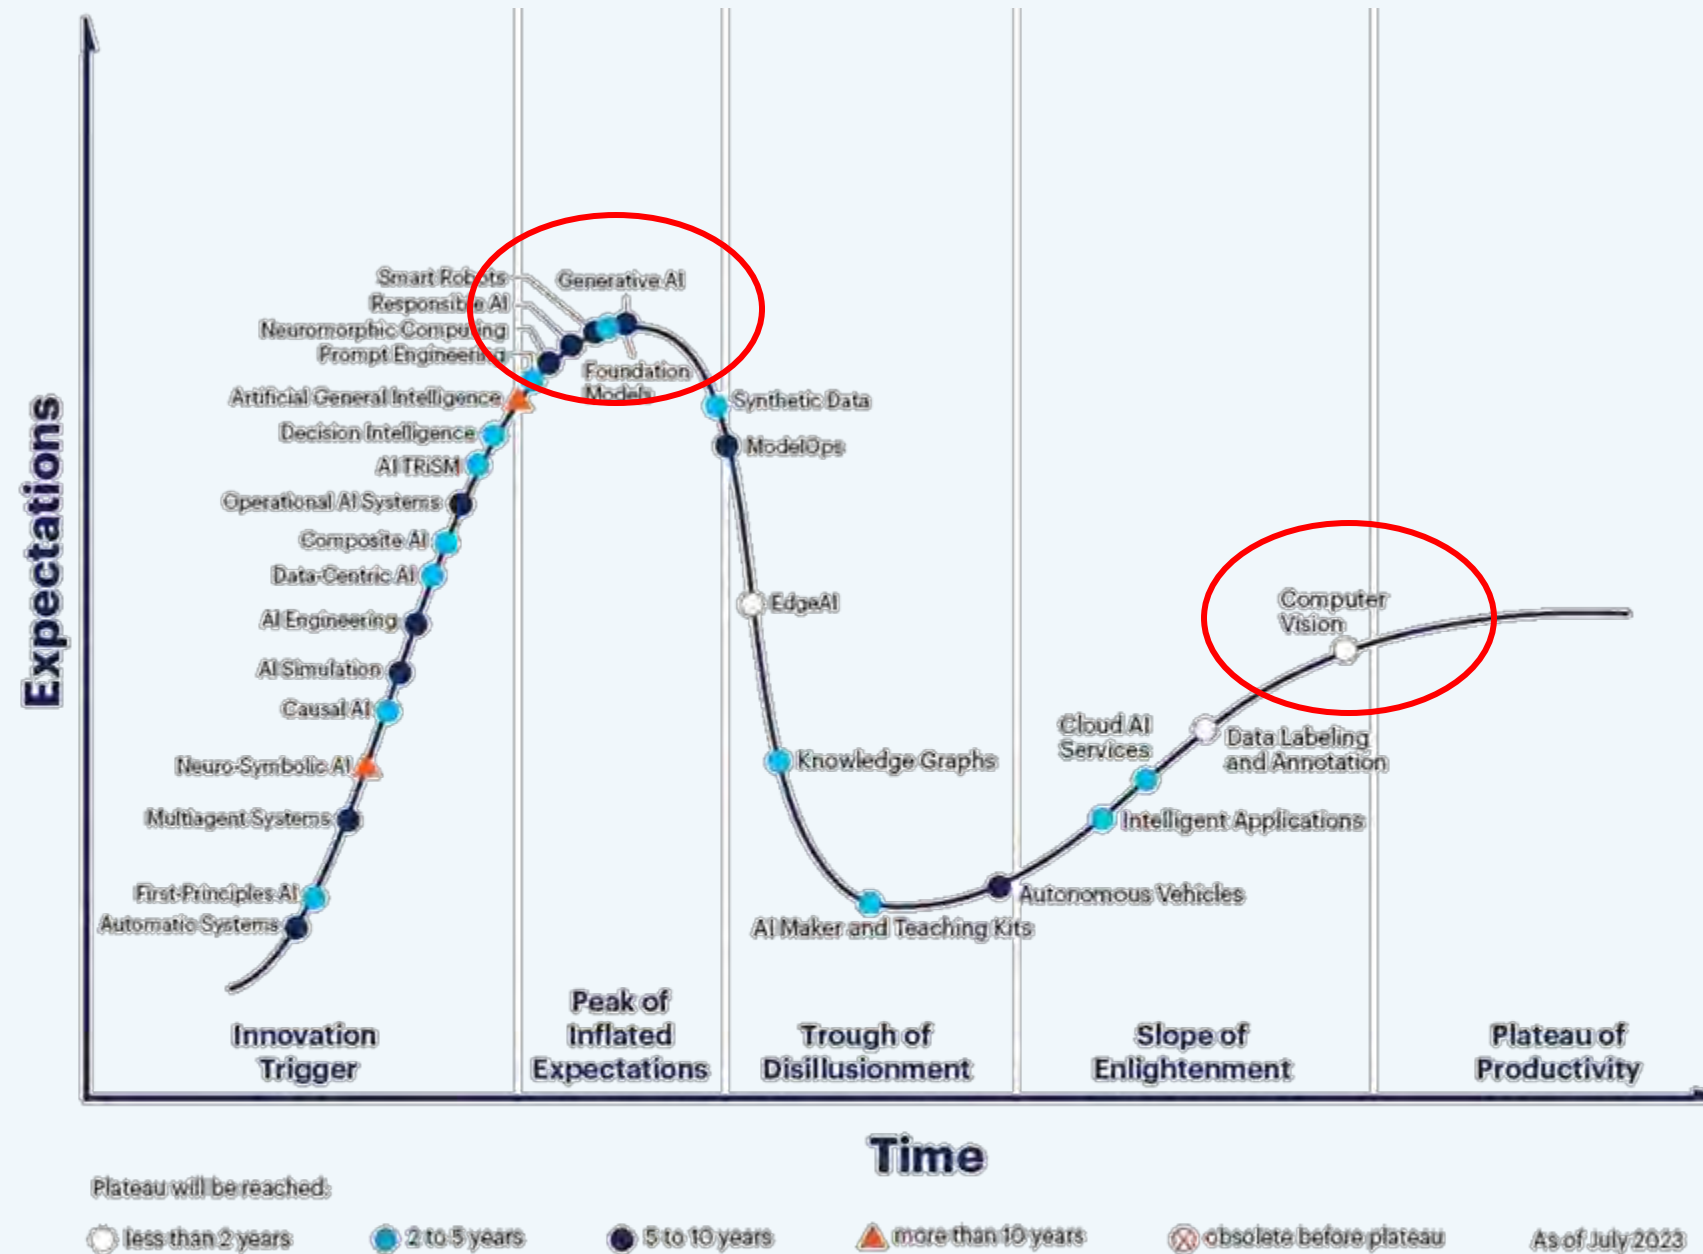 Expectations
Smart Robots
Generative AI
Responsible AI
Neuromorphic Computing
Prompt Engineering
Foundation
Models
Artificial General Intelligence
Synthetic Data
Decision Intelligence
ModelOps
AI TRiSM
Operational AI Systems
Composite AI
Data-Centric AI
EdgeAI
AI Engineering
AI Simulation
Causal AI
Neuro-Symbolic AI
Knowledge Graphs
Multiagent Systems
First-Principles AI
Automatic Systems
AI Maker and Teaching Kits
Autonomous Vehicles
Computer
Vision
Cloud AI
Services
Data Labeling
and Annotation
Intelligent Applications
Innovation
Trigger
Peak of
Inflated
Expectations
Trough of
Disillusionment
Slope of
Enlightenment
Plateau of
Productivity
Time
Plateau will be reached:
less than 2 years
2 to 5 years
5 to 10 years
more than 10 years
obsolete before plateau
As of July 2023